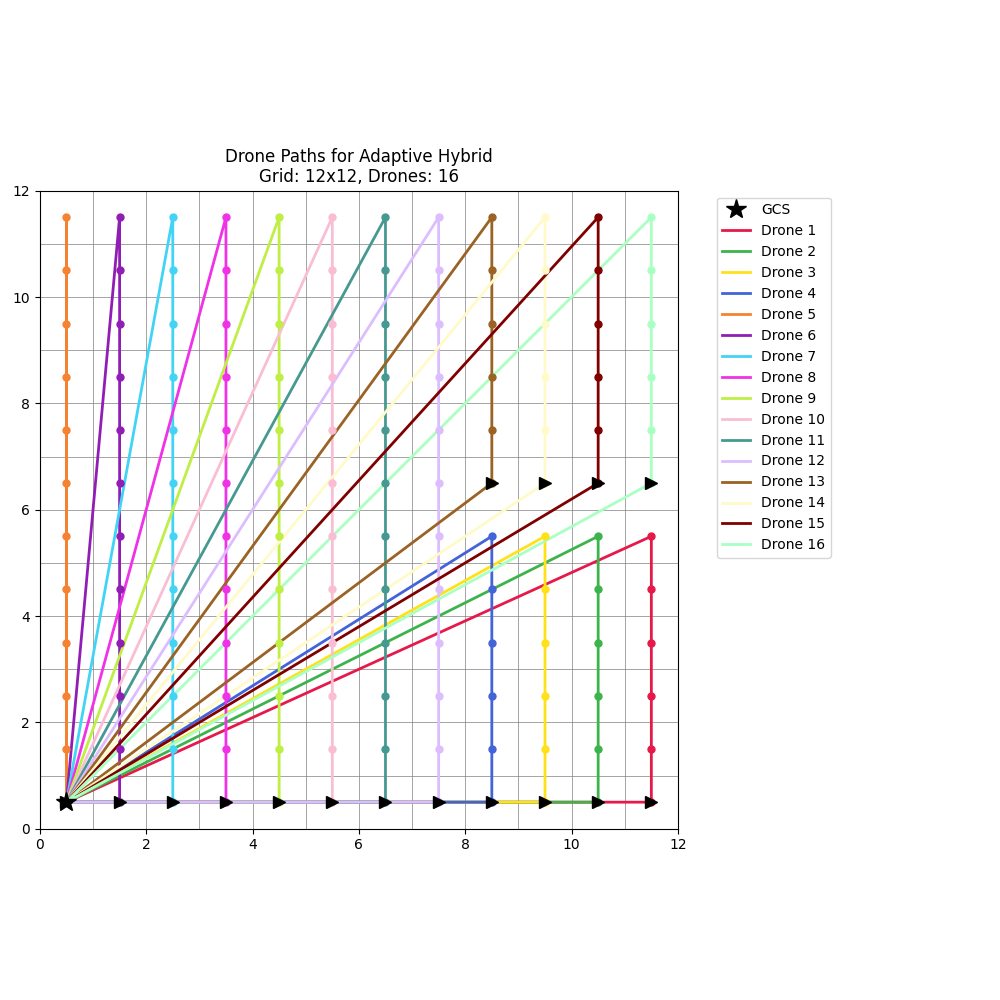 Drone Paths for Adaptive Hybrid
Grid: 12x12, Drones: 16
12
10
8
6
4
2
0
0 2 4 6 8 10 12
GCS
Drone 1
Drone 2
Drone 3
Drone 4
Drone 5
Drone 6
Drone 7
Drone 8
Drone 9
Drone 10
Drone 11
Drone 12
Drone 13
Drone 14
Drone 15
Drone 16